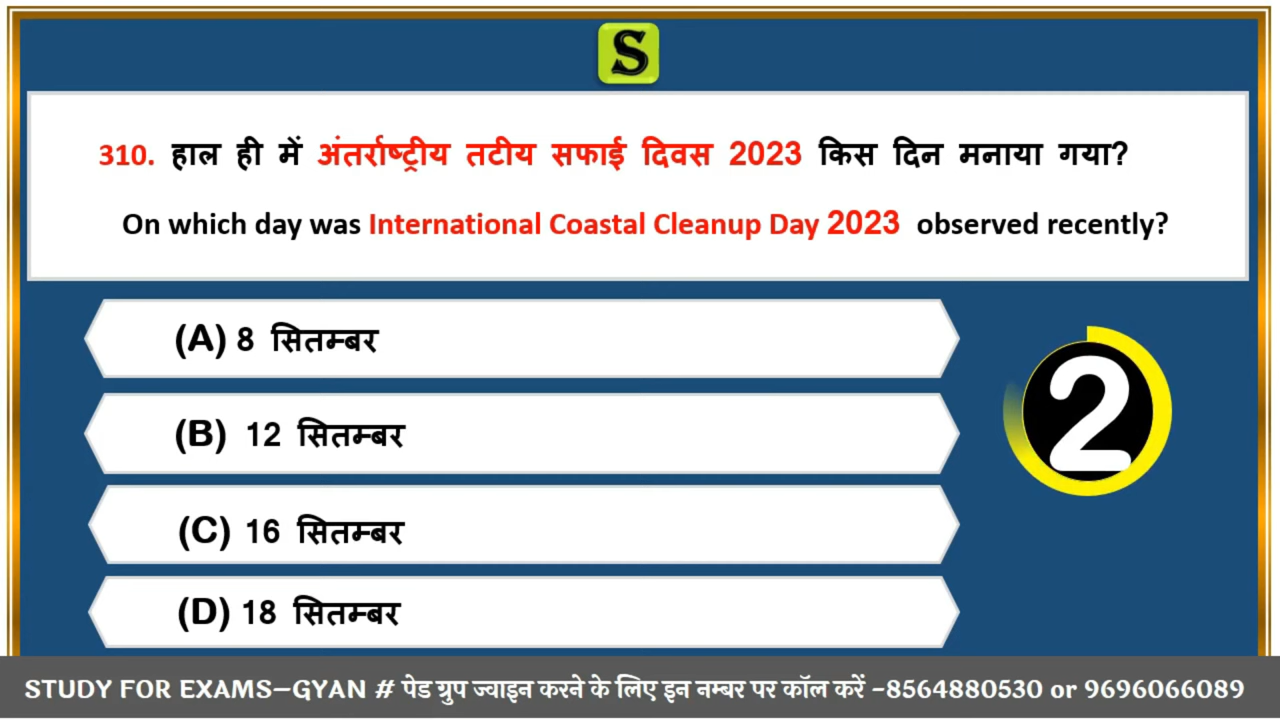 S
310. हाल ही में अंतर्राष्ट्रीय तटीय सफाई दिवस 2023 किस दिन मनाया गया?
On which day was International Coastal Cleanup Day 2023 observed recently?
(A) 8 सितम्बर
(B) 12 सितम्बर
2
(C) 16 सितम्बर
(D) 18 सितम्बर
STUDY FOR EXAMS–GYAN # पेड ग्रुप ज्वाइन करने के लिए इन नम्बर पर कॉल करें -8564880530 or 9696066089